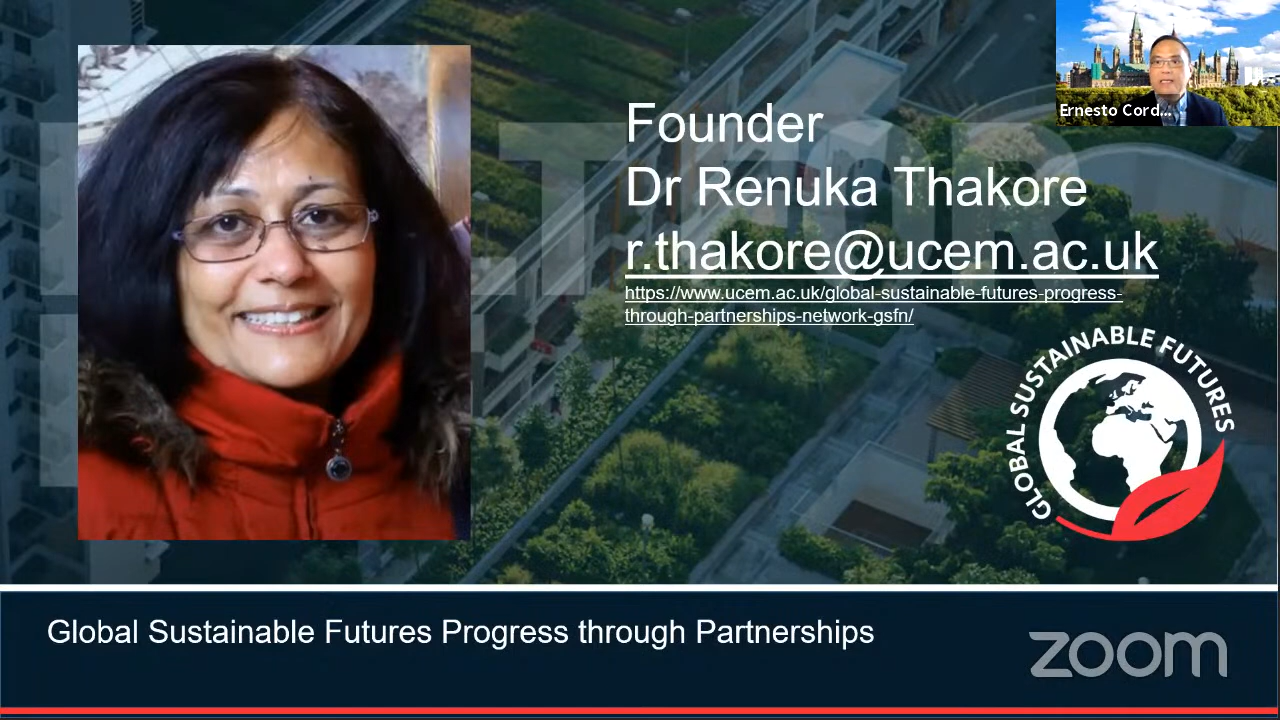 Founder
Dr Renuka Thakore
r.thakore@ucem.ac.uk
https://www.ucem.ac.uk/global-sustainable-futures-progress-
through-partnerships-network-gsfn/
Ernesto Cord...
GLOBAL SUSTAINABLE FUTURES
Global Sustainable Futures Progress through Partnerships
zoom